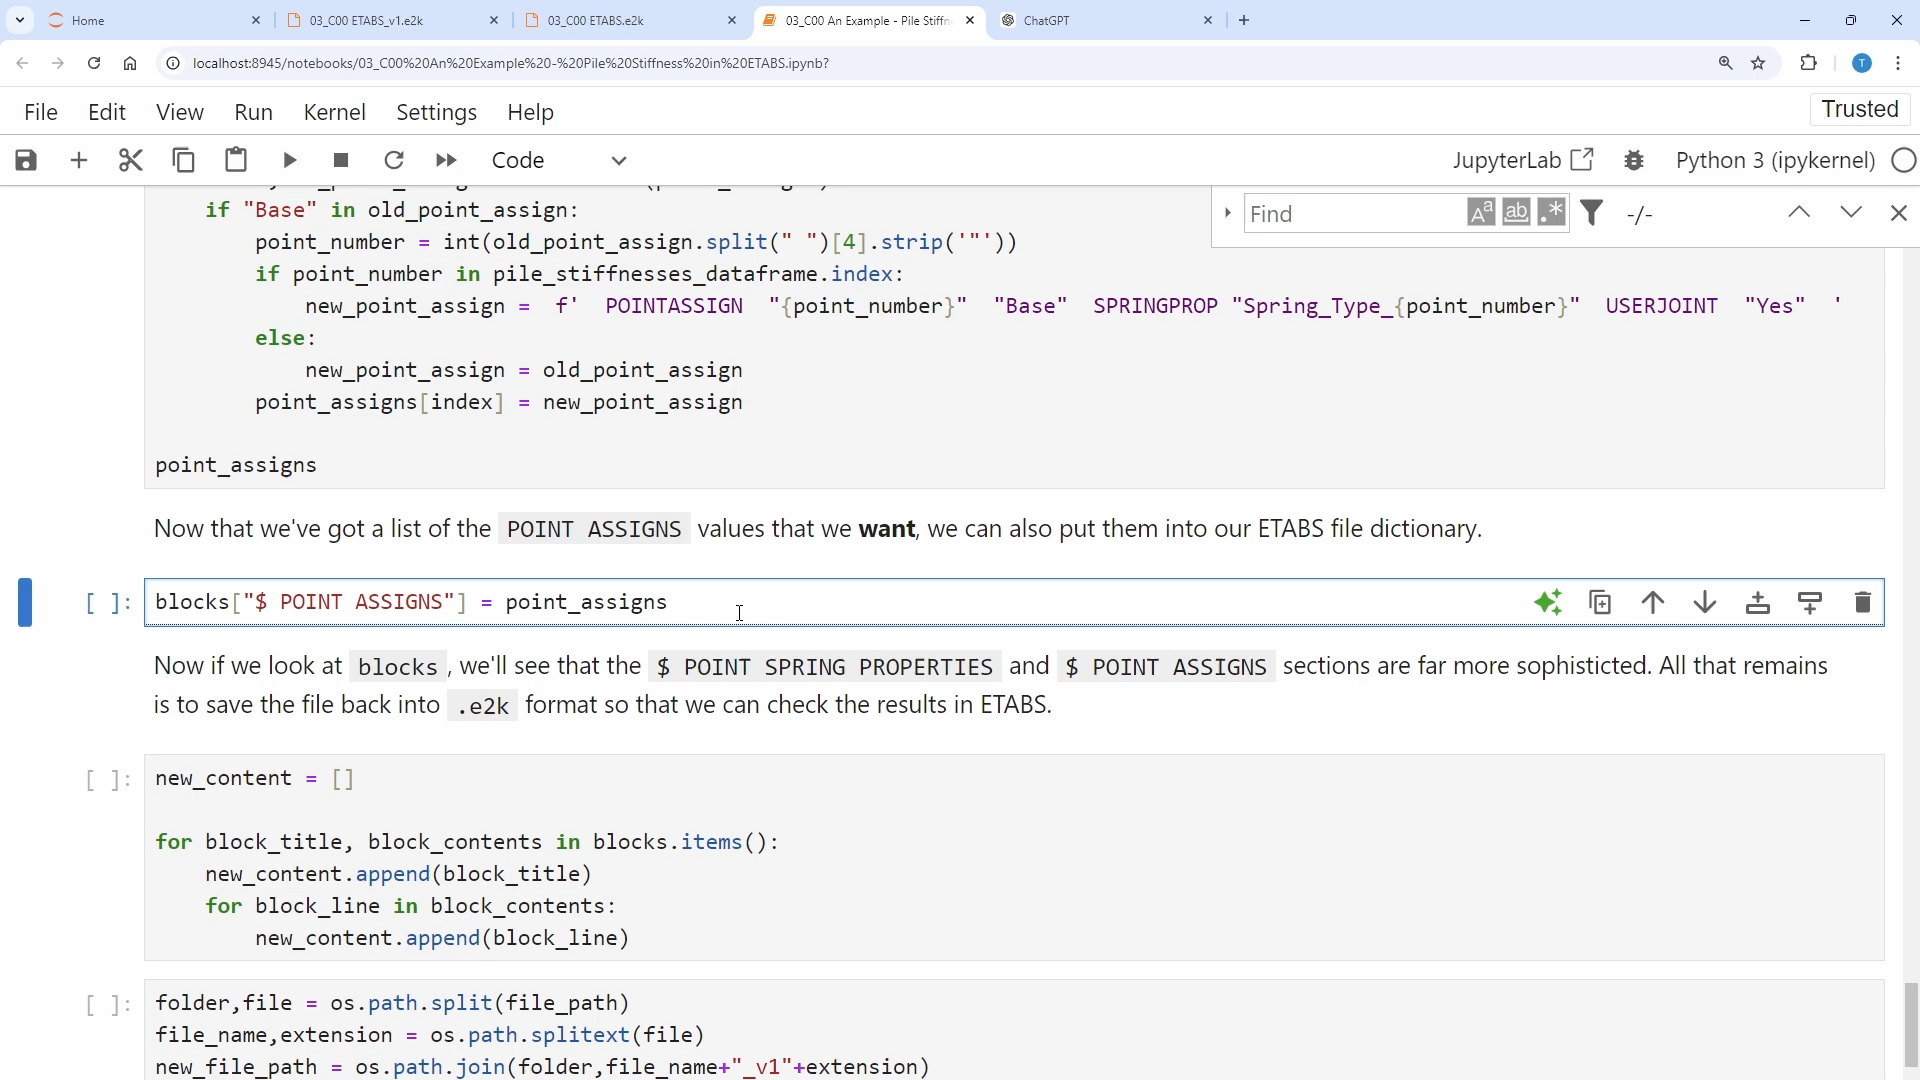 Home
03_C00 ETABS_v1.e2k
03_C00 ETABS.e2k
03_C00 An Example - Pile Stiffn
ChatGPT
localhost:8945/notebooks/03_C00%20An%20Example%20-%20Pile%20Stiffness%20in%20ETABS.ipynb?
T
File Edit View Run Kernel Settings Help
Trusted
Code
JupyterLab
Python 3 (ipykernel)
Find
-/-
if "Base" in old_point_assign:
point_number = int(old_point_assign.split(" ")[4].strip('"'))
if point_number in pile_stiffnesses_dataframe.index:
new_point_assign = f'  POINTASSIGN  "{point_number}"  "Base"  SPRINGPROP "Spring_Type_{point_number}"  USERJOINT  "Yes"  '
else:
new_point_assign = old_point_assign
point_assigns[index] = new_point_assign
point_assigns
Now that we've got a list of the POINT ASSIGNS values that we want, we can also put them into our ETABS file dictionary.
[ ]: blocks["$ POINT ASSIGNS"] = point_assigns
Now if we look at blocks, we'll see that the $ POINT SPRING PROPERTIES and $ POINT ASSIGNS sections are far more sophisticted. All that remains
is to save the file back into .e2k format so that we can check the results in ETABS.
[ ]: new_content = []
for block_title, block_contents in blocks.items():
new_content.append(block_title)
for block_line in block_contents:
new_content.append(block_line)
[ ]: folder,file = os.path.split(file_path)
file_name,extension = os.path.splitext(file)
new_file_path = os.path.join(folder,file_name+"_v1"+extension)